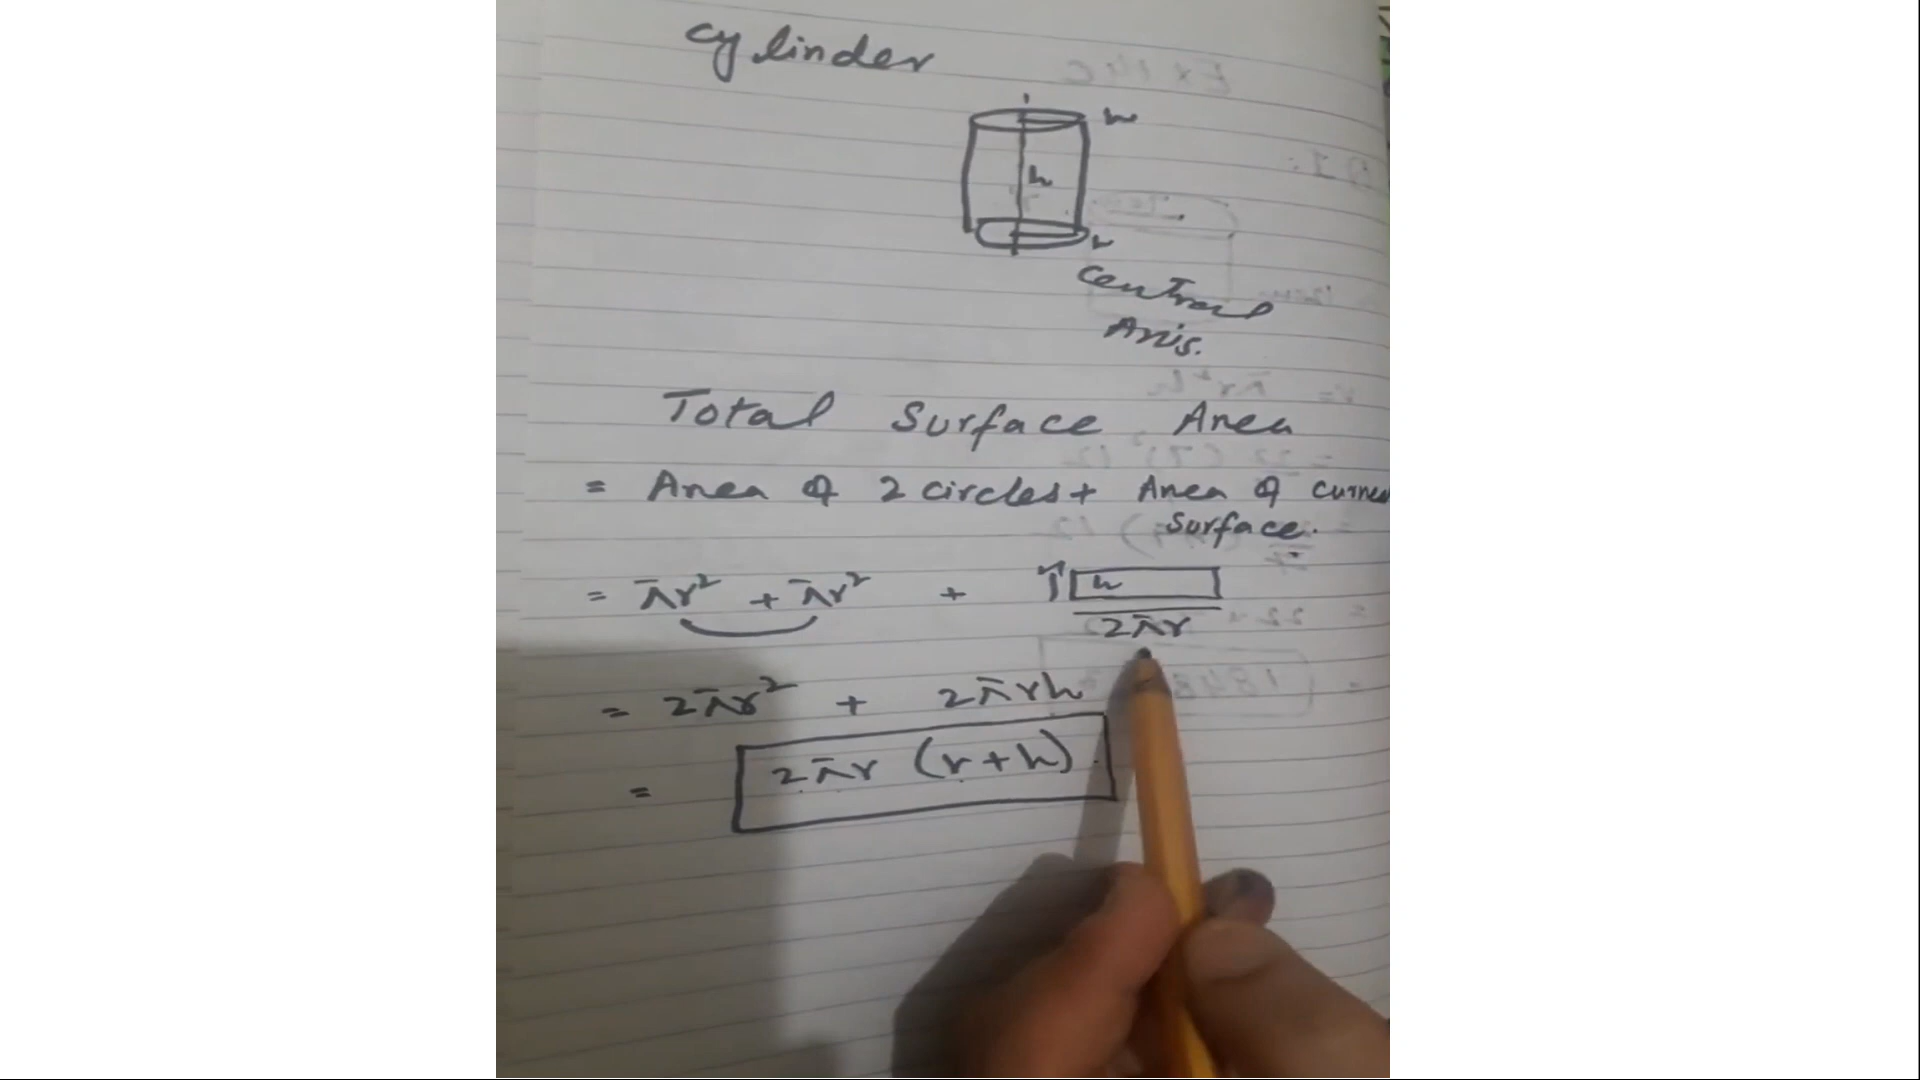 cylinder
r
h
r
Central
Axis.
Total Surface Area
= Area of 2 circles + Area of curved
surface.
= πr² + πr² + h
2πr
= 2πr² + 2πrh
= 2πr (r+h)